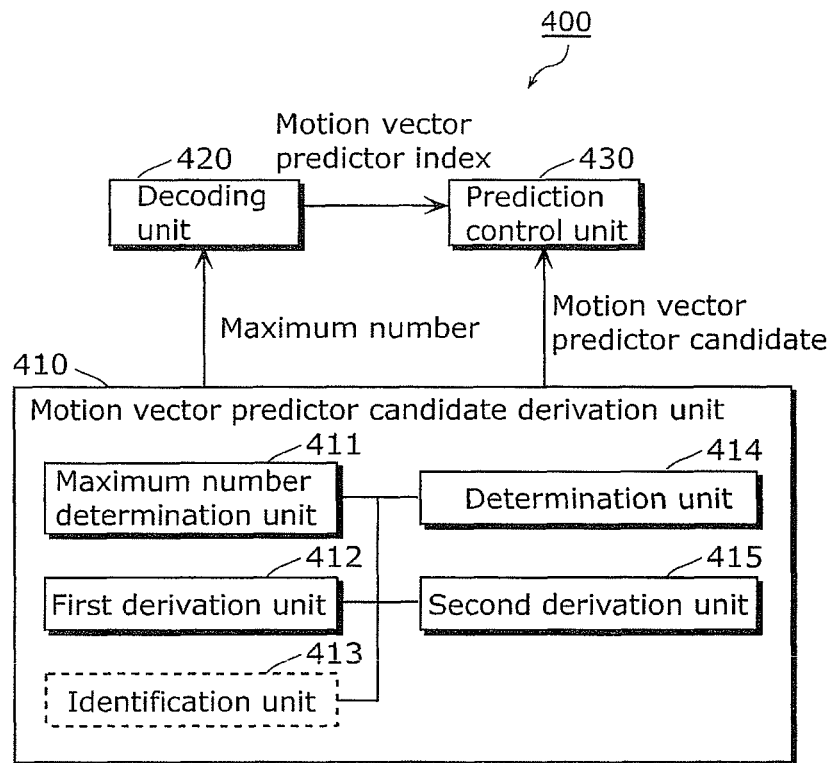 400
Motion vector
predictor index
420
430
Decoding
unit
Prediction
control unit
Maximum number
Motion vector
predictor candidate
410
Motion vector predictor candidate derivation unit
411
Maximum number
determination unit
414
Determination unit
412
First derivation unit
415
Second derivation unit
413
Identification unit